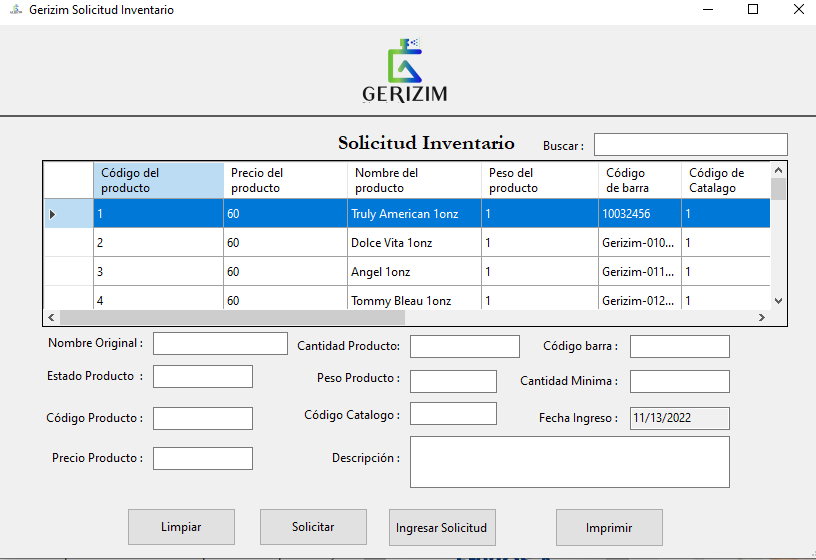 Gerizim Solicitud Inventario
GERIZIM
Solicitud Inventario
Buscar :
Código del producto Precio del producto Nombre del producto Peso del producto Código de barra Código de Catalago
1 60 Truly American 1onz 1 10032456 1
2 60 Dolce Vita 1onz 1 Gerizim-010... 1
3 60 Angel 1onz 1 Gerizim-011... 1
4 60 Tommy Bleau 1onz 1 Gerizim-012... 1
Nombre Original : Cantidad Producto: Código barra :
Estado Producto : Peso Producto : Cantidad Minima :
Código Producto : Código Catalogo : Fecha Ingreso : 11/13/2022
Precio Producto : Descripción :
Limpiar Solicitar Ingresar Solicitud Imprimir